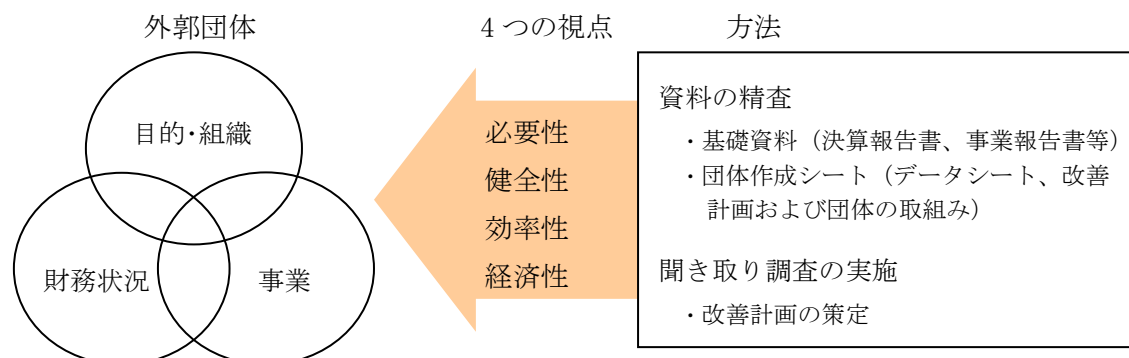 外郭団体
4つの視点
方法
目的・組織
財務状況
事業
必要性
健全性
効率性
経済性
資料の精査
・基礎資料（決算報告書、事業報告書等）
・団体作成シート（データシート、改善
計画および団体の取組み）
聞き取り調査の実施
・改善計画の策定